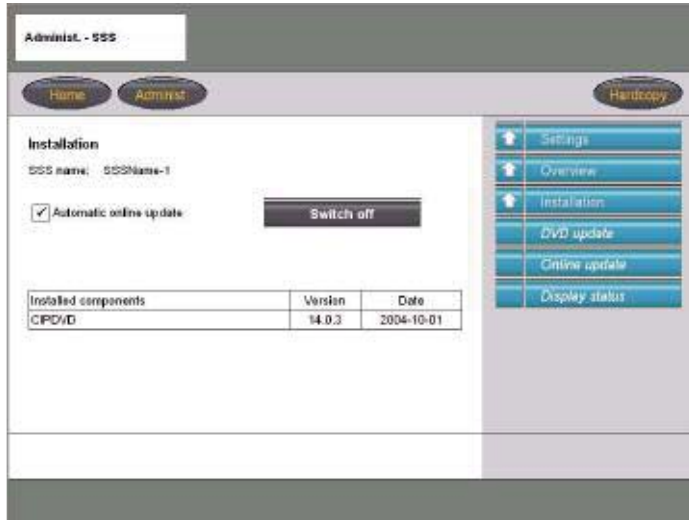 Administ. - SSS
Home
Administ
Hardcopy
Installation
SSS name: SSSName-1
Automatic online update
Switch off
Installed components Version Date
CIPDVD 14.0.3 2004-10-01
Settings
Overview
Installation
DVD update
Online update
Display status